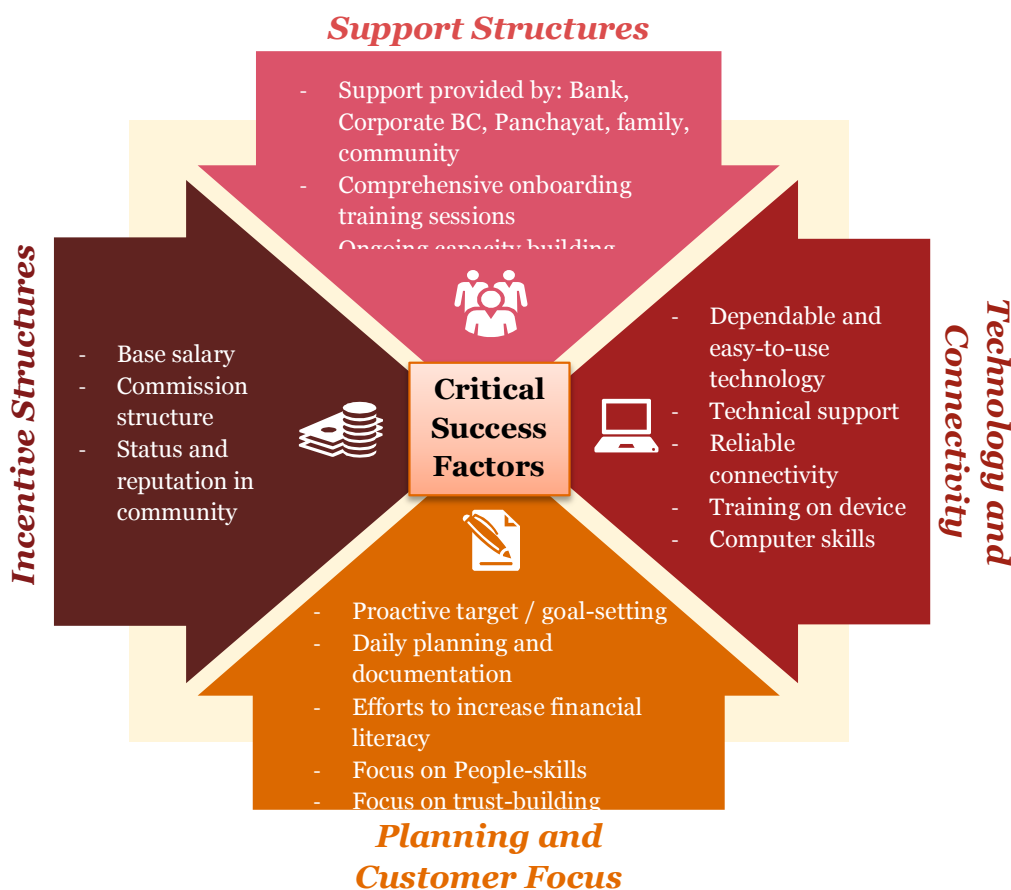 Support Structures
- Support provided by: Bank,
Corporate BC, Panchayat, family,
community
- Comprehensive onboarding
training sessions
- Ongoing capacity building
Incentive Structures
- Base salary
- Commission
structure
- Status and
reputation in
community
Critical
Success
Factors
- Dependable and
easy-to-use
technology
- Technical support
- Reliable
connectivity
- Training on device
- Computer skills
Technology and
Connectivity
- Proactive target / goal-setting
- Daily planning and
documentation
- Efforts to increase financial
literacy
- Focus on People-skills
- Focus on trust-building
Planning and
Customer Focus